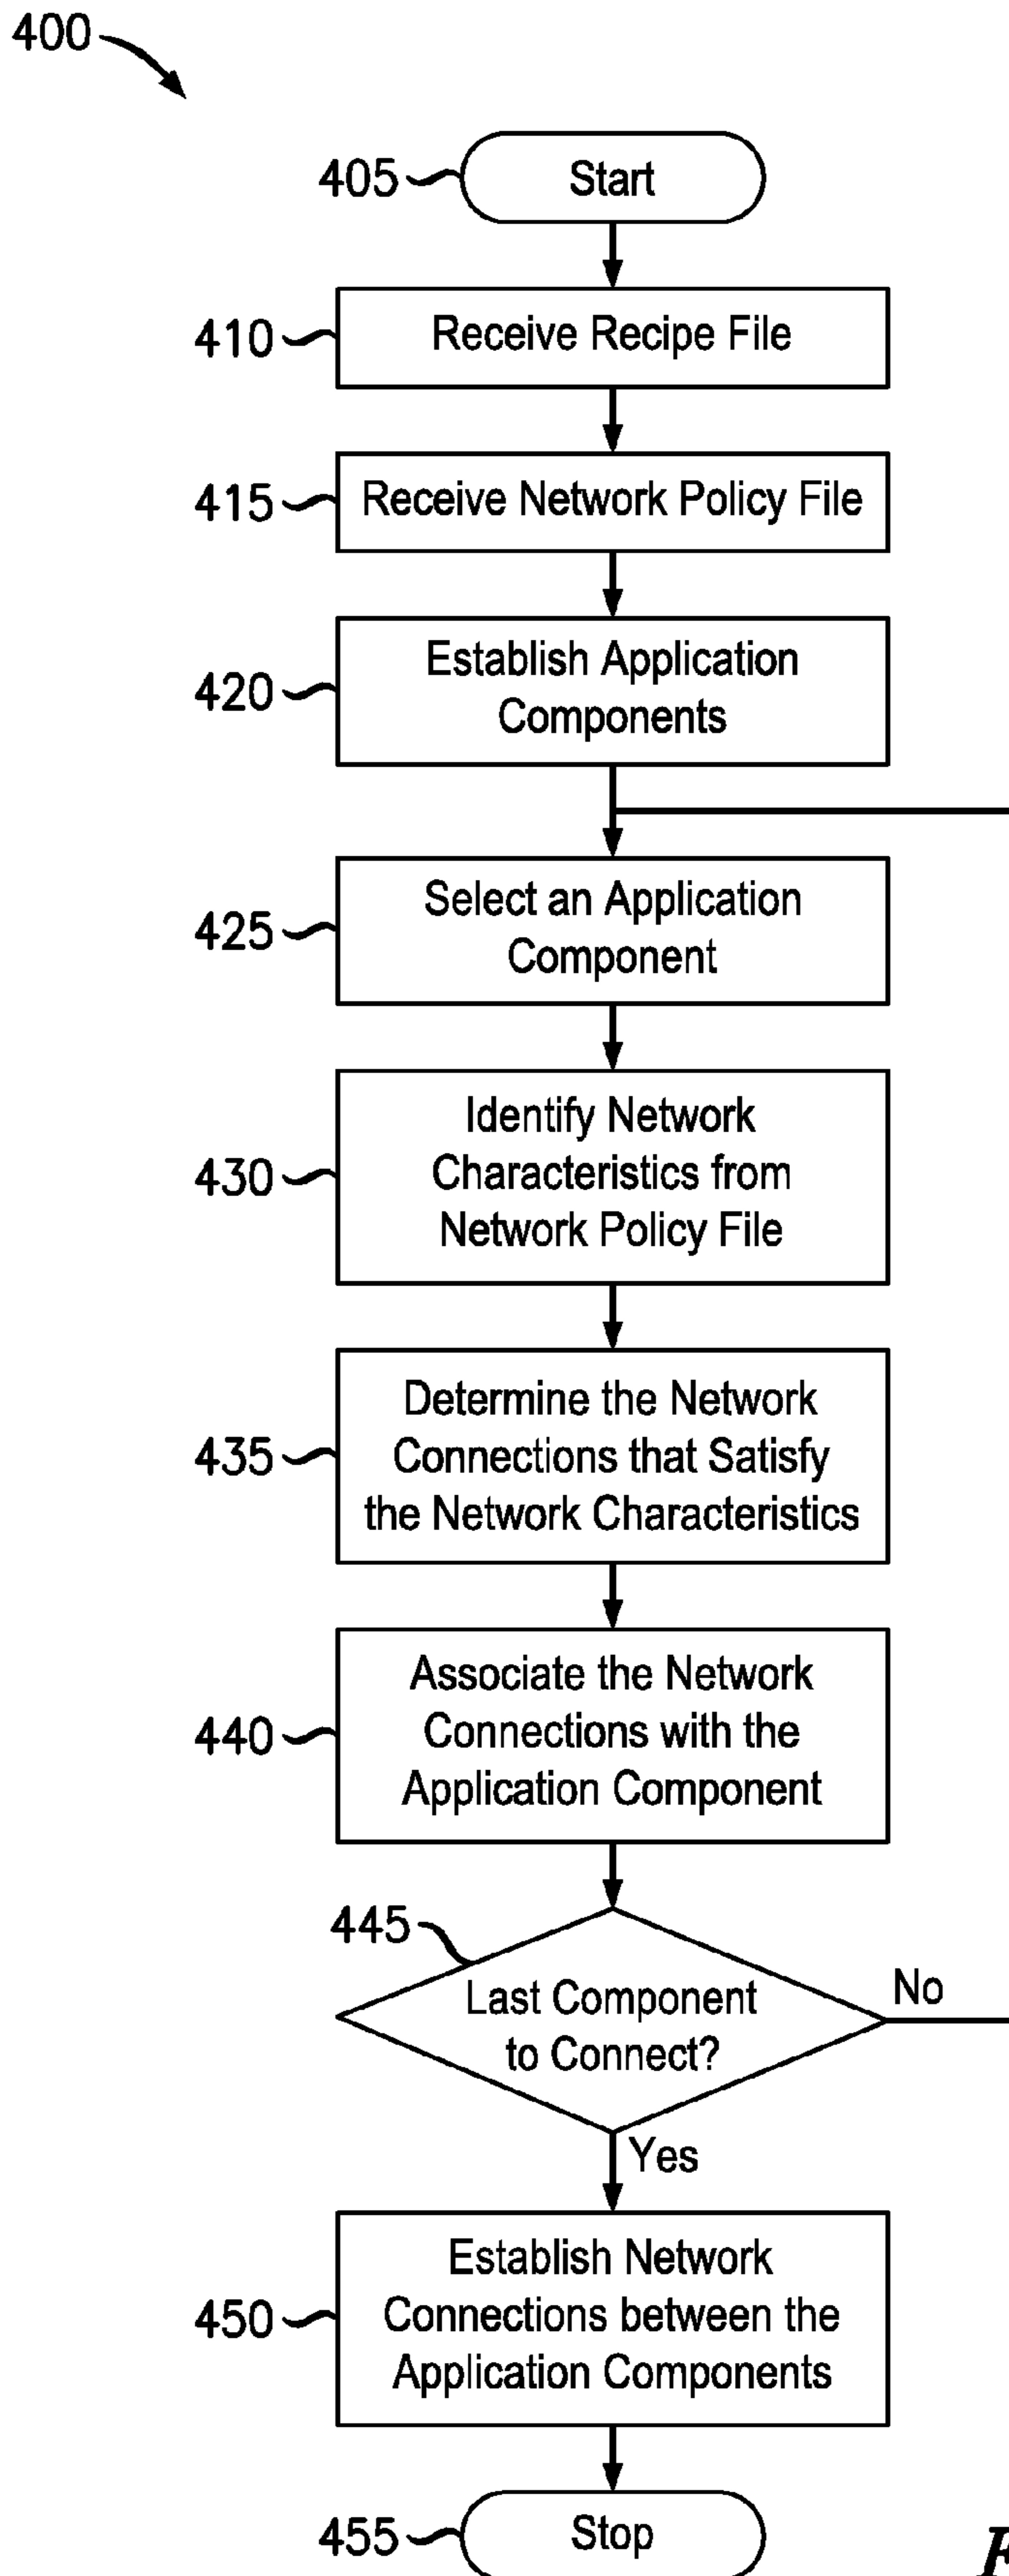 400
405
Start
410
Receive Recipe File
415
Receive Network Policy File
420
Establish Application
Components
425
Select an Application
Component
430
Identify Network
Characteristics from
Network Policy File
435
Determine the Network
Connections that Satisfy
the Network Characteristics
440
Associate the Network
Connections with the
Application Component
445
Last Component
to Connect?
No
Yes
450
Establish Network
Connections between the
Application Components
455
Stop